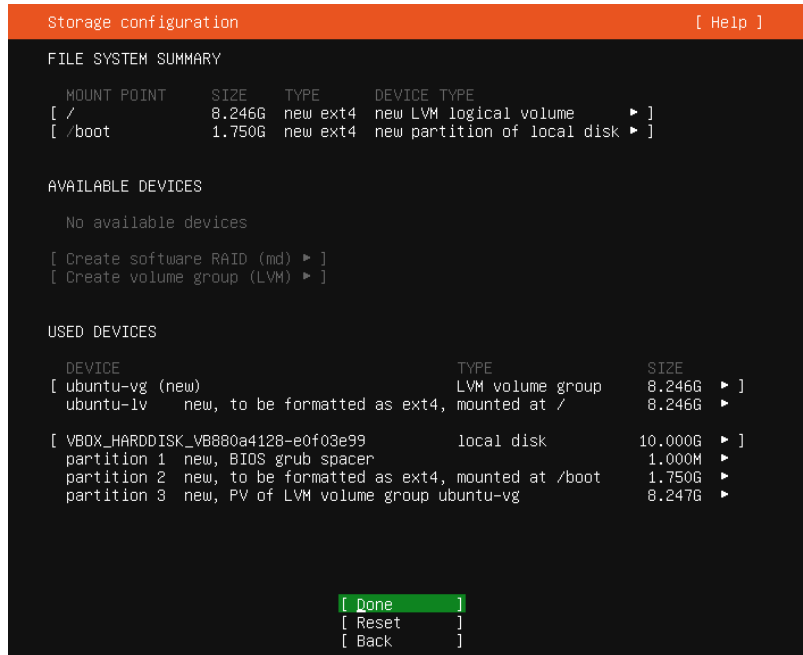 Storage configuration [ Help ]
FILE SYSTEM SUMMARY
MOUNT POINT SIZE TYPE DEVICE TYPE
[ / 8.246G new ext4 new LVM logical volume ▸ ]
[ /boot 1.750G new ext4 new partition of local disk ▸ ]
AVAILABLE DEVICES
No available devices
[ Create software RAID (md) ▸ ]
[ Create volume group (LVM) ▸ ]
USED DEVICES
DEVICE TYPE SIZE
[ ubuntu-vg (new) LVM volume group 8.246G ▸ ]
ubuntu-lv new, to be formatted as ext4, mounted at / 8.246G ▸
[ VBOX_HARDDISK_VB880a4128-e0f03e99 local disk 10.000G ▸ ]
partition 1 new, BIOS grub spacer 1.000M ▸
partition 2 new, to be formatted as ext4, mounted at /boot 1.750G ▸
partition 3 new, PV of LVM volume group ubuntu-vg 8.247G ▸
[ Done ]
[ Reset ]
[ Back ]